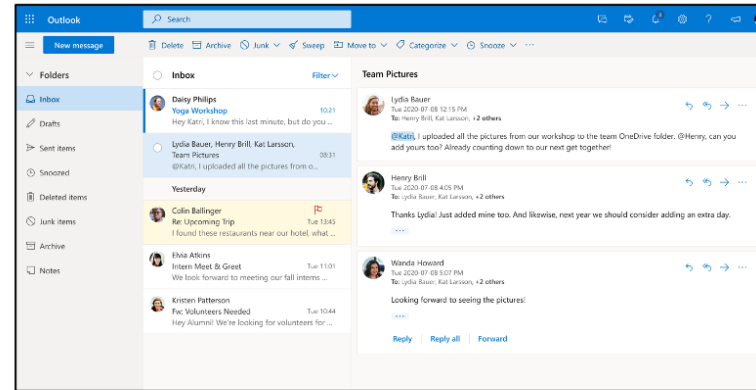 Outlook
Search
New message
Delete Archive Junk Sweep Move to Categorize Snooze ...
Folders
Inbox
Drafts
Sent items
Snoozed
Deleted items
Junk items
Archive
Notes
Inbox Filter
Daisy Philips
Yoga Workshop 10:21
Hey Katri, I know this last minute, but do you ...
Lydia Bauer, Henry Brill, Kat Larsson,
Team Pictures 09:31
@Katri, I uploaded all the pictures from o...
Yesterday
Colin Ballinger
Re: Upcoming Trip Tue 13:45
I found these restaurants near our hotel, what ...
Elvia Atkins
Intern Meet & Greet Tue 11:01
We look forward to meeting our fall interns ...
Kristen Patterson
Fw: Volunteers Needed Tue 10:44
Hey Alumni! We're looking for volunteers for ...
Team Pictures
Lydia Bauer
Tue 2020-07-08 12:15 PM
To: Henry Brill, Kat Larsson, +2 others
@Katri, I uploaded all the pictures from our workshop to the team OneDrive folder. @Henry, can you
add yours too? Already counting down to our next get together!
Henry Brill
Tue 2020-07-08 4:05 PM
To: Lydia Bauer, Kat Larsson, +2 others
Thanks Lydia! Just added mine too. And likewise, next year we should consider adding an extra day.
...
Wanda Howard
Tue 2020-07-08 5:07 PM
To: Lydia Bauer, Kat Larsson, +2 others
Looking forward to seeing the pictures!
...
Reply Reply all Forward